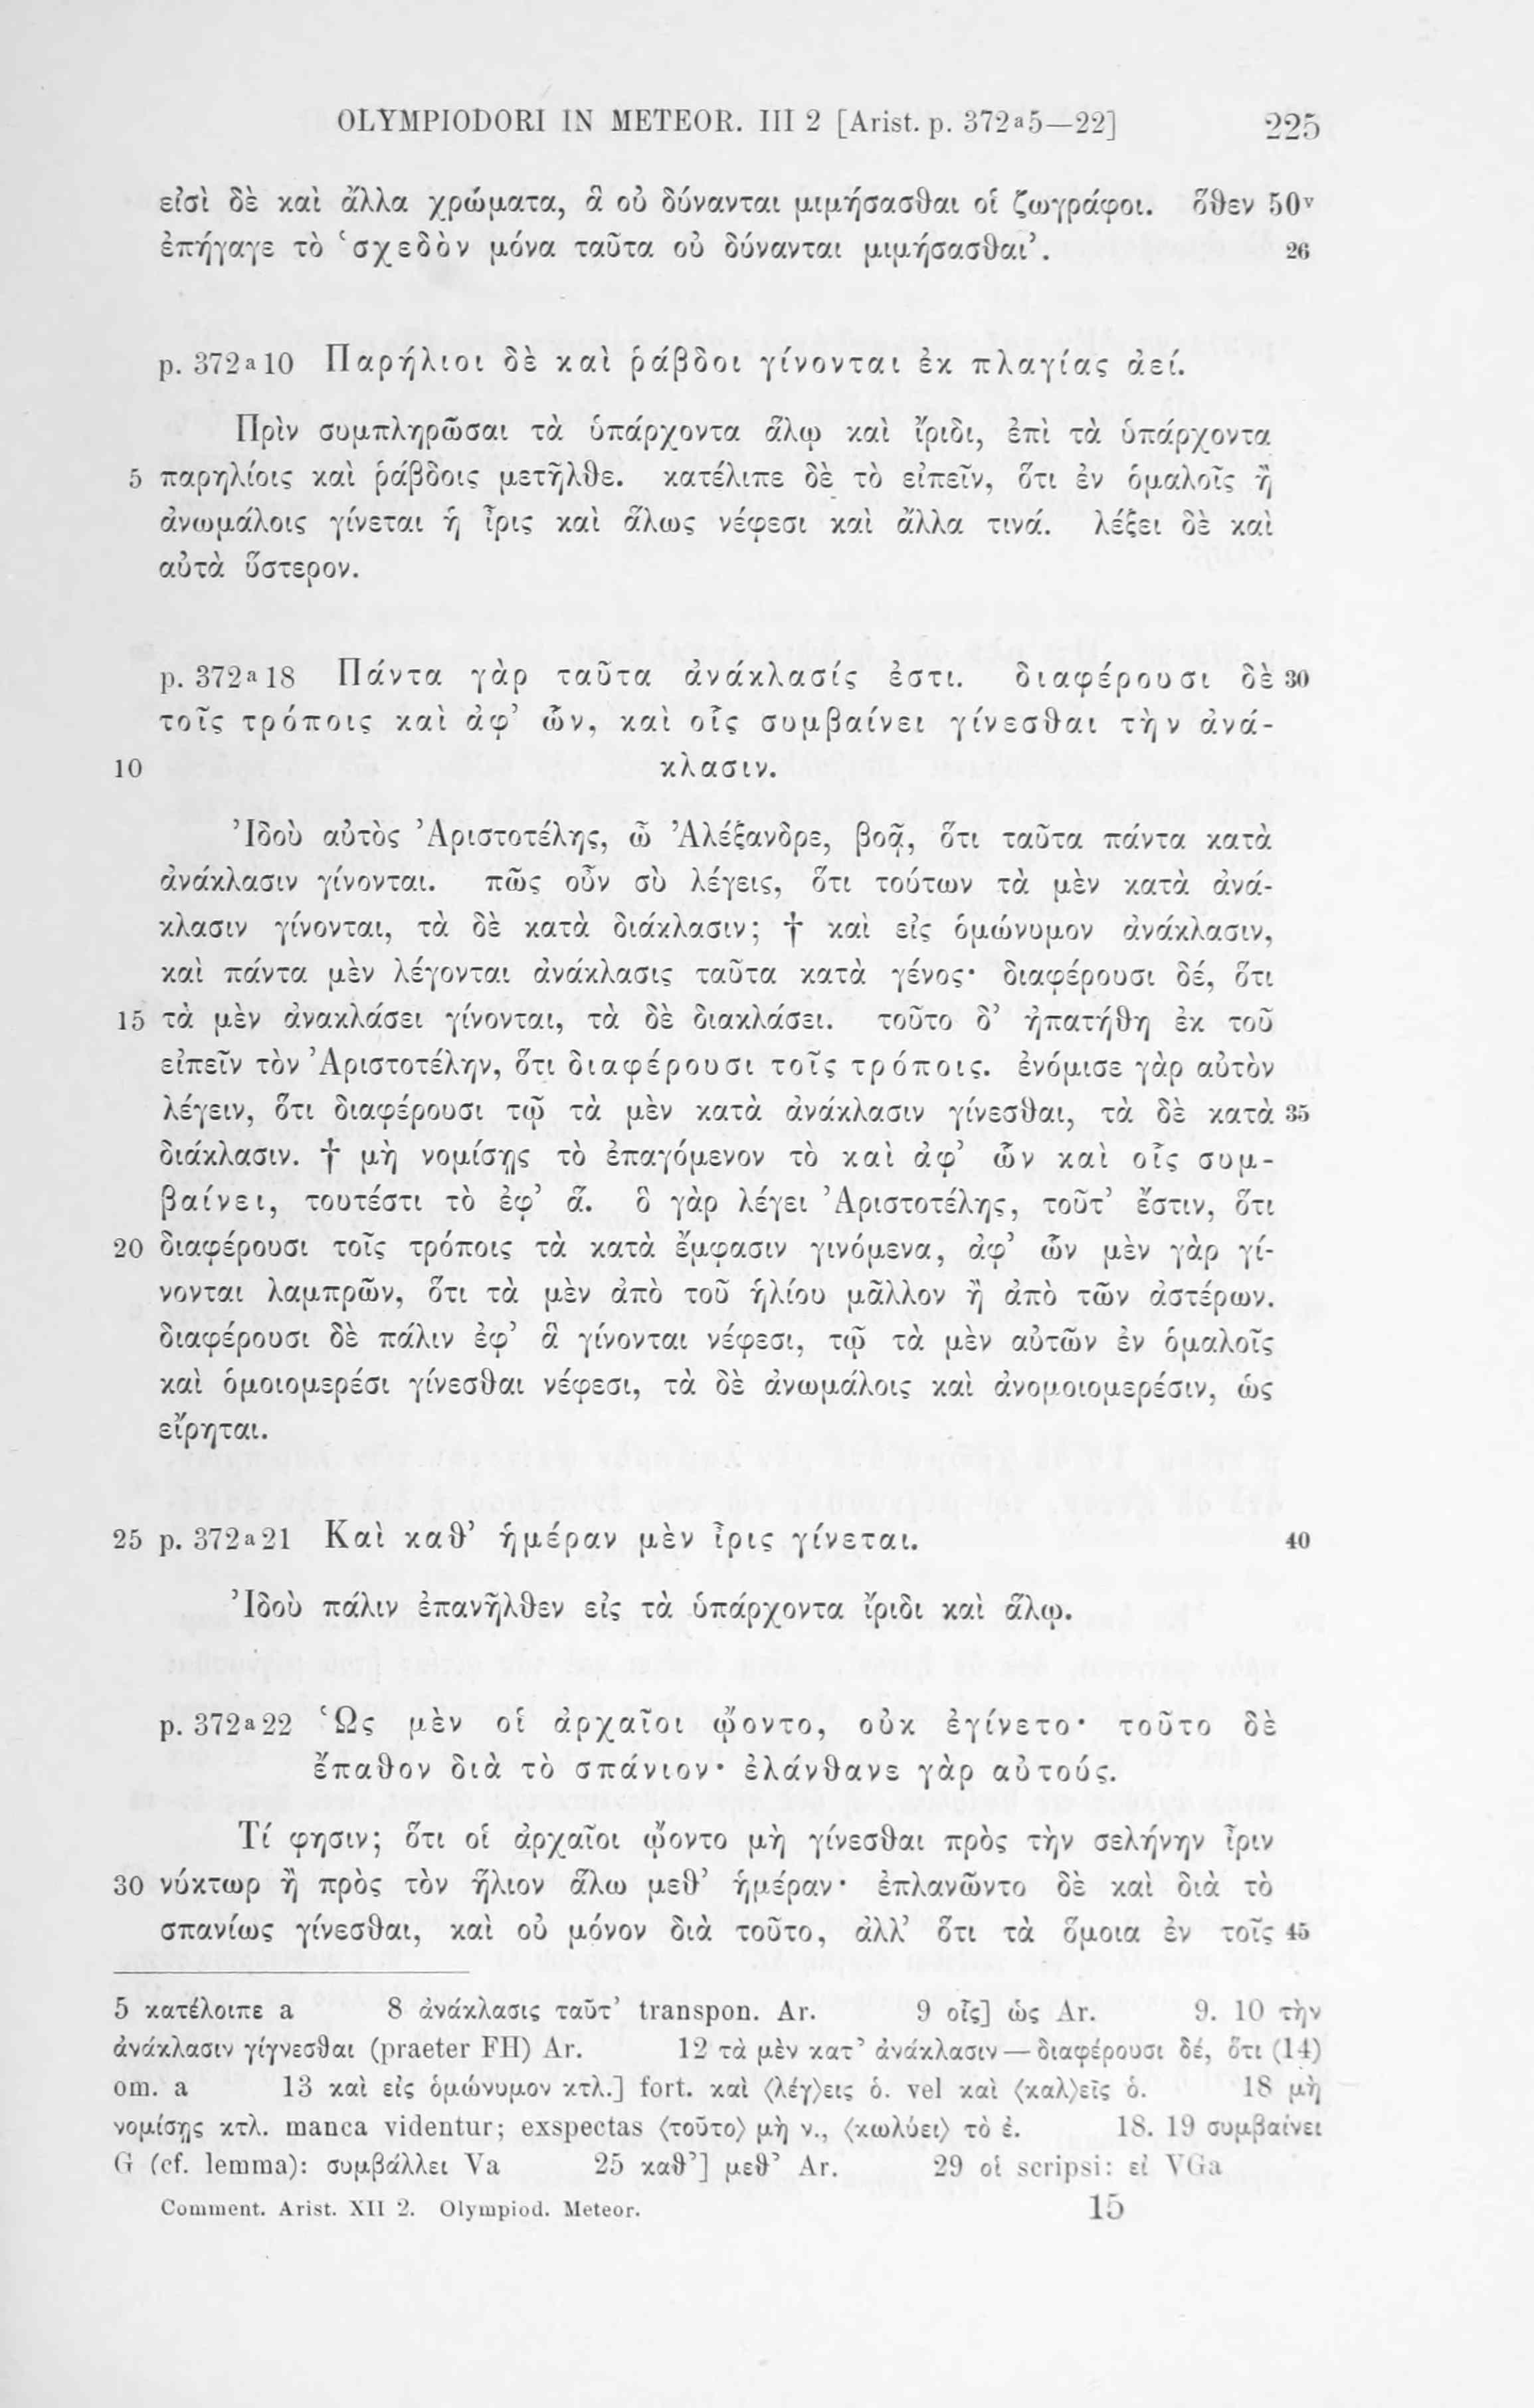 OLYMPIODORI IN METEOR. III 2 [Arist. p. 372a5—22] 225
εἰσὶ δὲ καὶ ἄλλα χρώματα, ἃ οὐ δύνανται μιμήσασθαι οἱ ζωγράφοι. ὅθεν 50v
ἐπήγαγε τὸ ‘σχεδὸν μόνα ταῦτα οὐ δύνανται μιμήσασθαι’. 26
p. 372a10 Παρήλιοι δὲ καὶ ῥάβδοι γίνονται ἐκ πλαγίας ἀεί.
Πρὶν συμπληρῶσαι τὰ ὑπάρχοντα ἅλῳ καὶ ἴριδι, ἐπὶ τὰ ὑπάρχοντα
5 παρηλίοις καὶ ῥάβδοις μετῆλθε. κατέλιπε δὲ τὸ εἰπεῖν, ὅτι ἐν ὁμαλοῖς ἢ
ἀνωμάλοις γίνεται ἡ ἶρις καὶ ἅλως νέφεσι καὶ ἄλλα τινά. λέξει δὲ καὶ
αὐτὰ ὕστερον.
p. 372a18 Πάντα γὰρ ταῦτα ἀνάκλασίς ἐστι. διαφέρουσι δὲ 30
τοῖς τρόποις καὶ ἀφ’ ὧν, καὶ οἷς συμβαίνει γίνεσθαι τὴν ἀνά-
10 κλασιν.
Ἰδοὺ αὐτὸς Ἀριστοτέλης, ὦ Ἀλέξανδρε, βοᾷ, ὅτι ταῦτα πάντα κατὰ
ἀνάκλασιν γίνονται. πῶς οὖν σὺ λέγεις, ὅτι τούτων τὰ μὲν κατὰ ἀνά-
κλασιν γίνονται, τὰ δὲ κατὰ διάκλασιν; † καὶ εἰς ὁμώνυμον ἀνάκλασιν,
καὶ πάντα μὲν λέγονται ἀνάκλασις ταῦτα κατὰ γένος· διαφέρουσι δέ, ὅτι
15 τὰ μὲν ἀνακλάσει γίνονται, τὰ δὲ διακλάσει. τοῦτο δ’ ἠπατήθη ἐκ τοῦ
εἰπεῖν τὸν Ἀριστοτέλην, ὅτι διαφέρουσι τοῖς τρόποις. ἐνόμισε γὰρ αὐτὸν
λέγειν, ὅτι διαφέρουσι τῷ τὰ μὲν κατὰ ἀνάκλασιν γίνεσθαι, τὰ δὲ κατὰ 35
διάκλασιν. † μὴ νομίσῃς τὸ ἐπαγόμενον τὸ καὶ ἀφ’ ὧν καὶ οἷς συμ-
βαίνει, τουτέστι τὸ ἐφ’ ἅ. ὃ γὰρ λέγει Ἀριστοτέλης, τοῦτ’ ἔστιν, ὅτι
20 διαφέρουσι τοῖς τρόποις τὰ κατὰ ἔμφασιν γινόμενα, ἀφ’ ὧν μὲν γὰρ γί-
νονται λαμπρῶν, ὅτι τὰ μὲν ἀπὸ τοῦ ἡλίου μᾶλλον ἢ ἀπὸ τῶν ἀστέρων.
διαφέρουσι δὲ πάλιν ἐφ’ ἃ γίνονται νέφεσι, τῷ τὰ μὲν αὐτῶν ἐν ὁμαλοῖς
καὶ ὁμοιομερέσι γίνεσθαι νέφεσι, τὰ δὲ ἀνωμάλοις καὶ ἀνομοιομερέσιν, ὡς
εἴρηται.
25 p. 372a21 Καὶ καθ’ ἡμέραν μὲν ἶρις γίνεται. 40
Ἰδοὺ πάλιν ἐπανῆλθεν εἰς τὰ ὑπάρχοντα ἴριδι καὶ ἅλῳ.
p. 372a22 Ὡς μὲν οἱ ἀρχαῖοι ᾤοντο, οὐκ ἐγίνετο· τοῦτο δὲ
ἔπαθον διὰ τὸ σπάνιον· ἐλάνθανε γὰρ αὐτούς.
Τί φησιν; ὅτι οἱ ἀρχαῖοι ᾤοντο μὴ γίνεσθαι πρὸς τὴν σελήνην ἶριν
30 νύκτωρ ἢ πρὸς τὸν ἥλιον ἅλω μεθ’ ἡμέραν· ἐπλανῶντο δὲ καὶ διὰ τὸ
σπανίως γίνεσθαι, καὶ οὐ μόνον διὰ τοῦτο, ἀλλ’ ὅτι τὰ ὅμοια ἐν τοῖς 45
5 κατέλοιπε a 8 ἀνάκλασις ταῦτ’ transpon. Ar. 9 οἷς] ὡς Ar. 9. 10 τὴν
ἀνάκλασιν γίγνεσθαι (praeter FH) Ar. 12 τὰ μὲν κατ’ ἀνάκλασιν — διαφέρουσι δέ, ὅτι (14)
om. a 13 καὶ εἰς ὁμώνυμον κτλ.] fort. καὶ ⟨λέγ⟩εις ὁ. vel καὶ ⟨καλ⟩εῖς ὁ. 18 μὴ
νομίσῃς κτλ. manca videntur; exspectas ⟨τοῦτο⟩ μὴ ν., ⟨κωλύει⟩ τὸ ἐ. 18. 19 συμβαίνει
G (cf. lemma): συμβάλλει Va 25 καθ’] μεθ’ Ar. 29 οἱ scripsi: εἰ VGa
Comment. Arist. XII 2. Olympiod. Meteor. 15